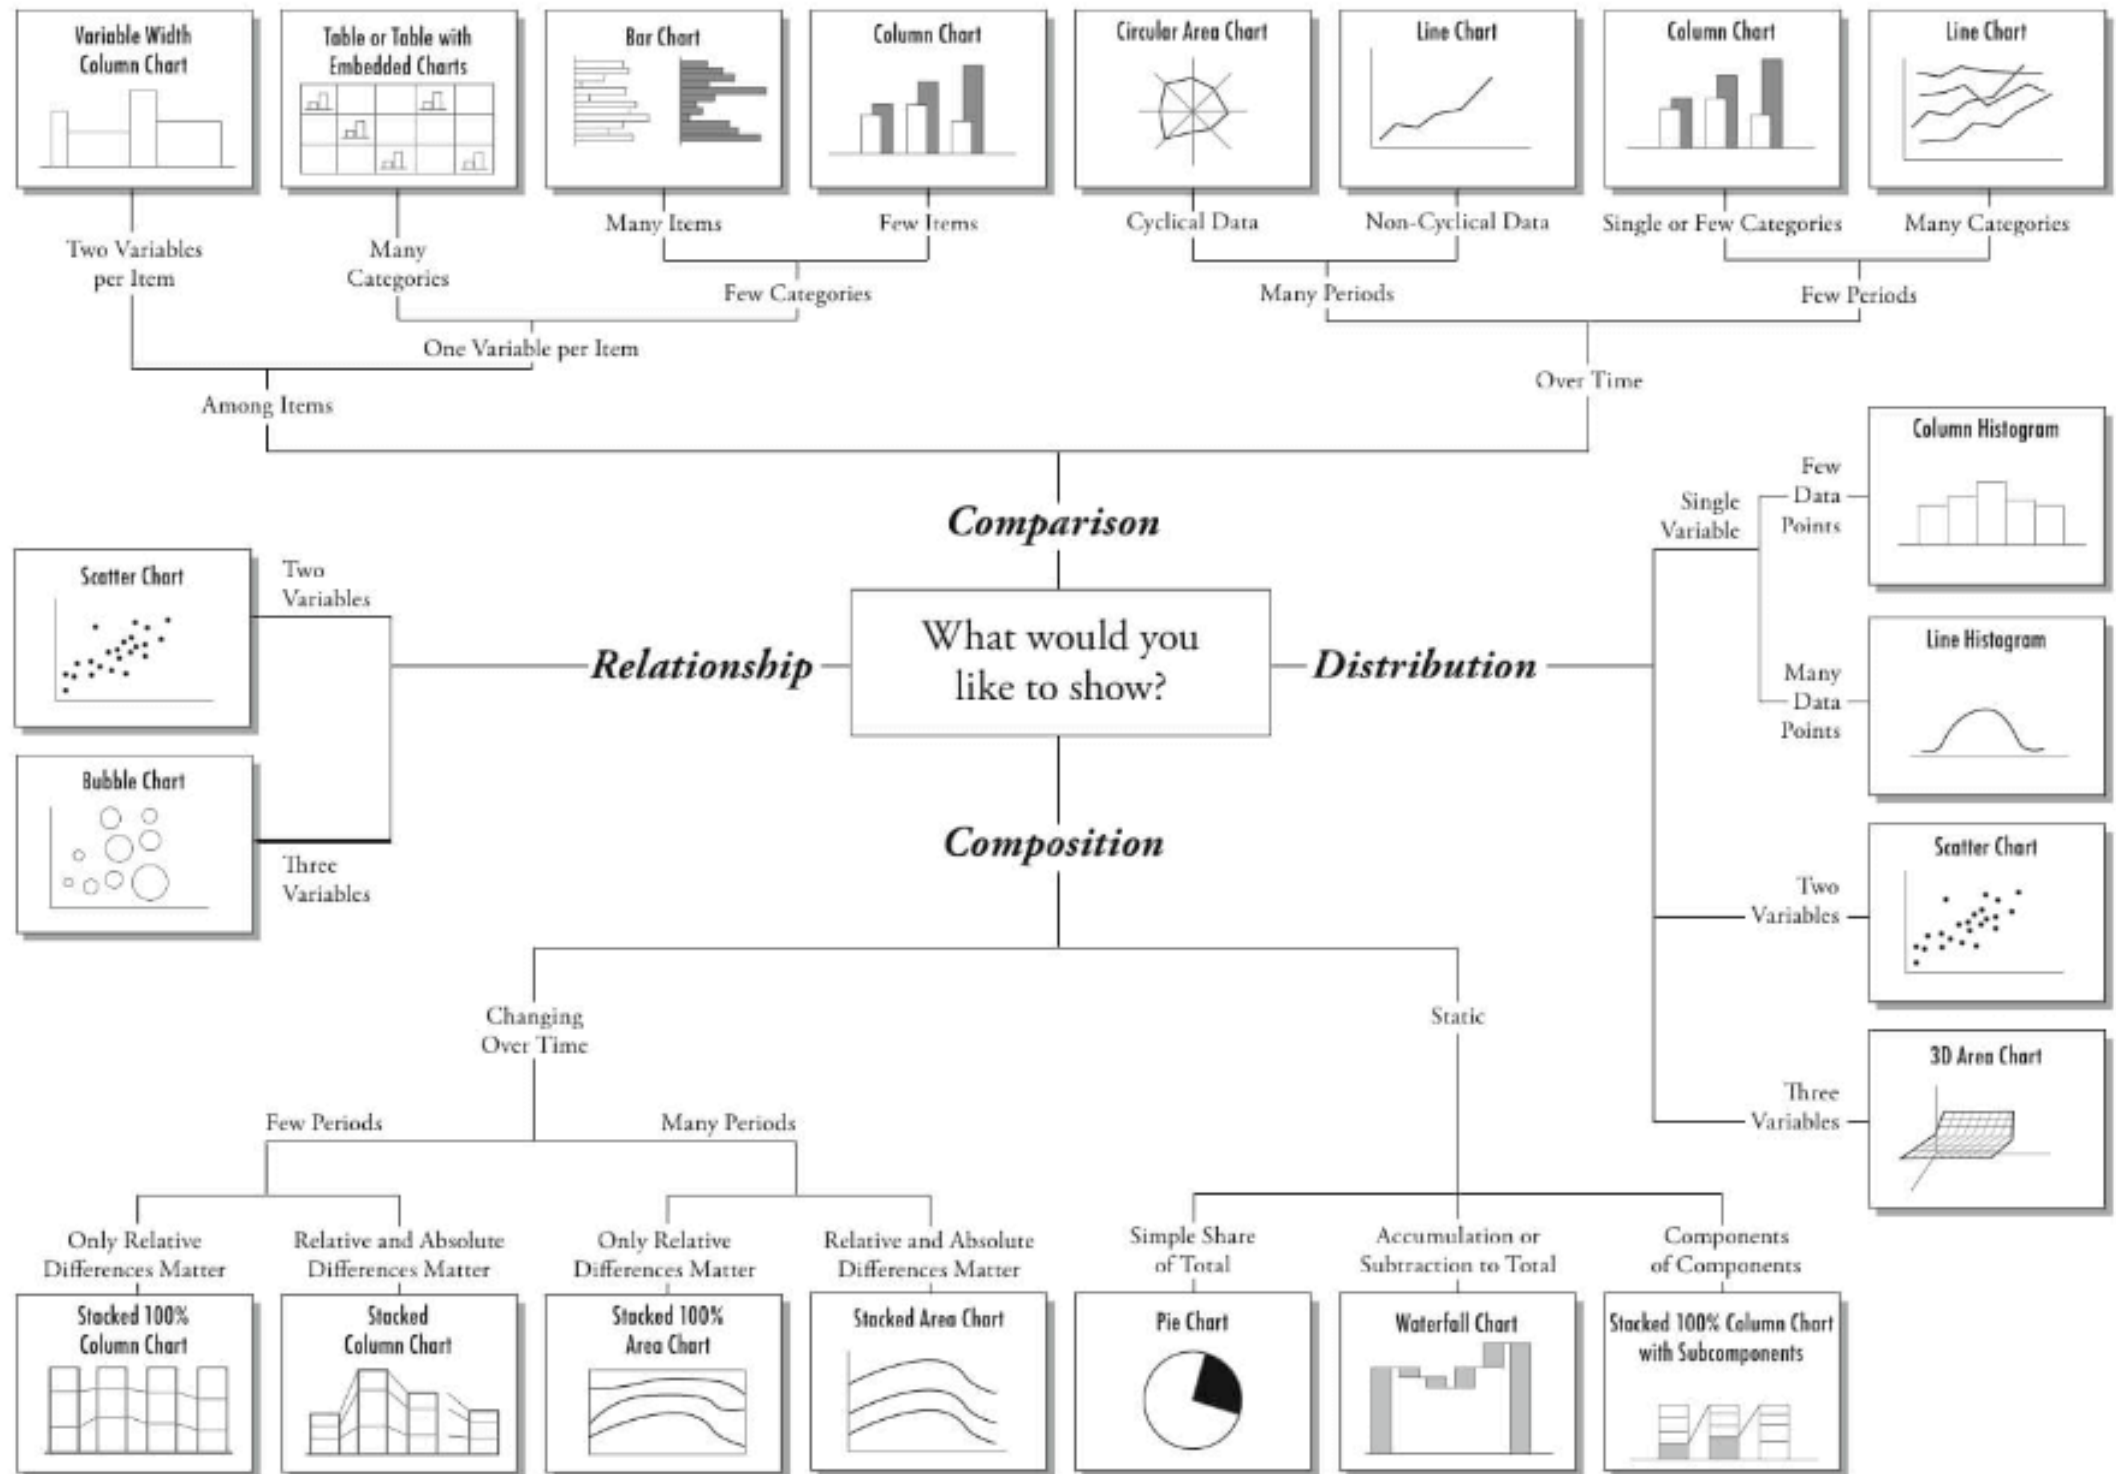 Variable Width
Column Chart
Table or Table with
Embedded Charts
Bar Chart
Column Chart
Circular Area Chart
Line Chart
Column Chart
Line Chart
Two Variables
per Item
Many
Categories
Many Items
Few Items
Cyclical Data
Non-Cyclical Data
Single or Few Categories
Many Categories
Few Categories
Many Periods
Few Periods
One Variable per Item
Over Time
Among Items
Comparison
What would you
like to show?
Relationship
Two
Variables
Scatter Chart
Three
Variables
Bubble Chart
Distribution
Single
Variable
Few
Data
Points
Column Histogram
Many
Data
Points
Line Histogram
Two
Variables
Scatter Chart
Three
Variables
3D Area Chart
Composition
Changing
Over Time
Static
Few Periods
Many Periods
Only Relative
Differences Matter
Relative and Absolute
Differences Matter
Only Relative
Differences Matter
Relative and Absolute
Differences Matter
Simple Share
of Total
Accumulation or
Subtraction to Total
Components
of Components
Stacked 100%
Column Chart
Stacked
Column Chart
Stacked 100%
Area Chart
Stacked Area Chart
Pie Chart
Waterfall Chart
Stacked 100% Column Chart
with Subcomponents